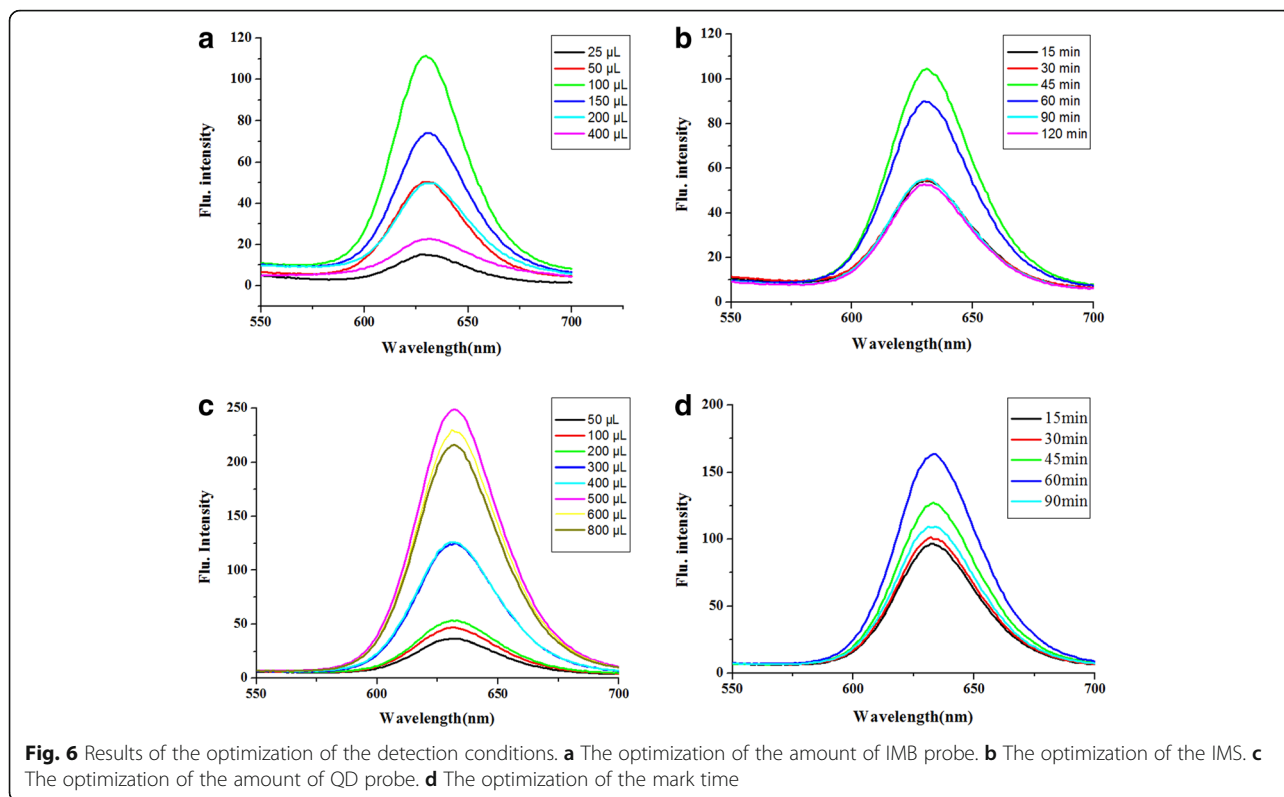 a
120
100
80
60
40
20
0
Flu. intensity
550
600
650
700
Wavelength(nm)
25 µL
50 µL
100 µL
150 µL
200 µL
400 µL
b
100
80
60
40
20
0
Flu. intensity
550
600
650
700
Wavelength(nm)
15 min
30 min
45 min
60 min
90 min
120 min
c
250
200
150
100
50
0
Flu. Intensity
550
600
650
700
Wavelength(nm)
50 µL
100 µL
200 µL
300 µL
400 µL
500 µL
600 µL
800 µL
d
200
150
100
50
0
Flu. intensity
550
600
650
700
Wavelength(nm)
15min
30min
45min
60min
90min
Fig. 6 Results of the optimization of the detection conditions. a The optimization of the amount of IMB probe. b The optimization of the IMS. c
The optimization of the amount of QD probe. d The optimization of the mark time